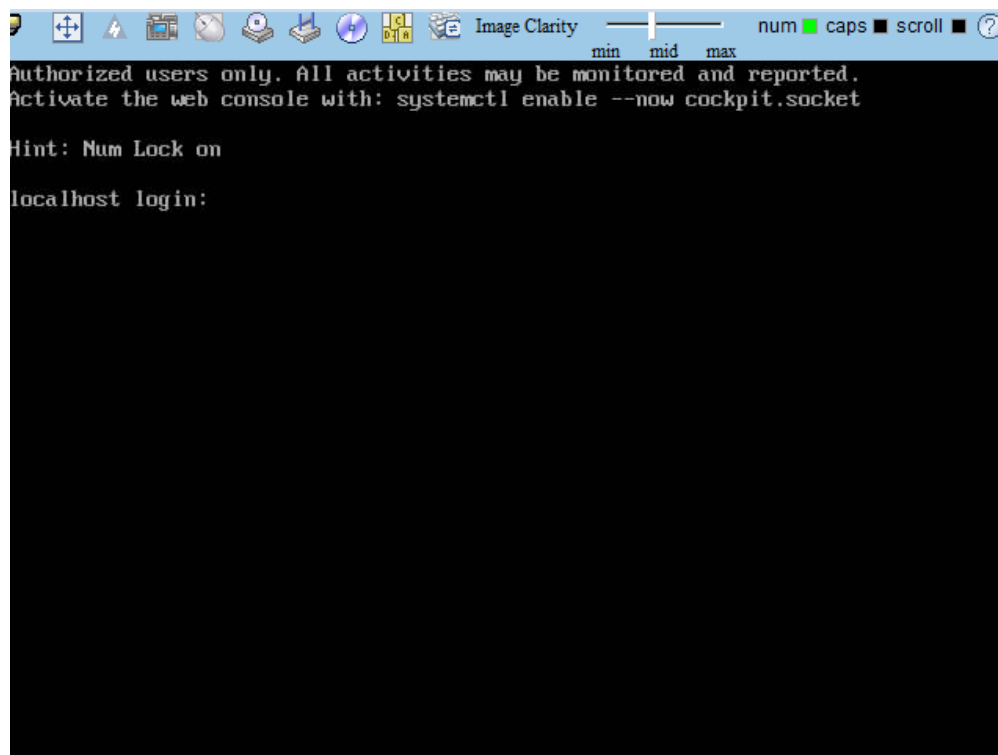 Image Clarity
min mid max
num caps scroll ?
Authorized users only. All activities may be monitored and reported.
Activate the web console with: systemctl enable --now cockpit.socket
Hint: Num Lock on
localhost login: